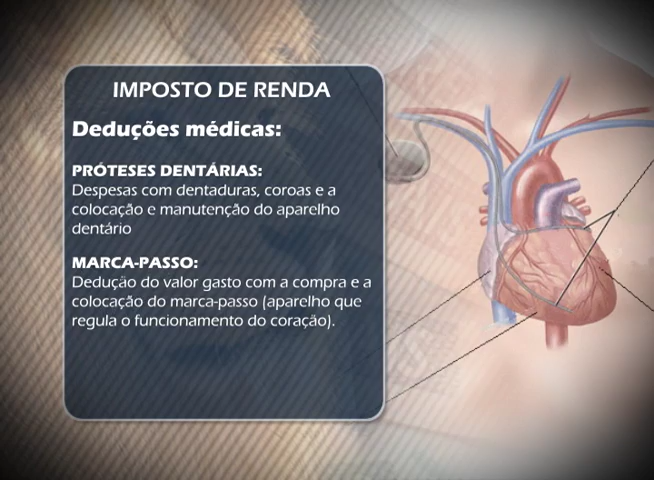 IMPOSTO DE RENDA
Deduções médicas:
PRÓTESES DENTÁRIAS:
Despesas com dentaduras, coroas e a
colocação e manutenção do aparelho
dentário
MARCA-PASSO:
Dedução do valor gasto com a compra e a
colocação do marca-passo (aparelho que
regula o funcionamento do coração).